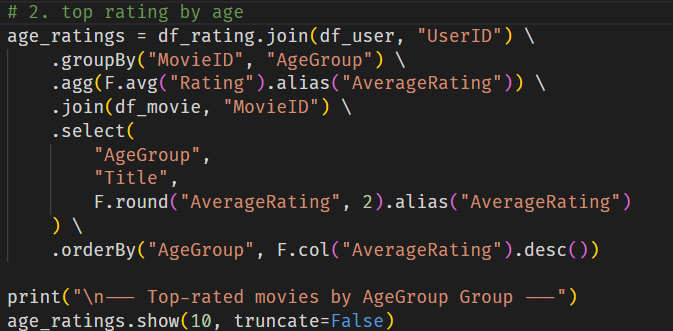 # 2. top rating by age
age_ratings = df_rating.join(df_user, "UserID") \
    .groupBy("MovieID", "AgeGroup") \
    .agg(F.avg("Rating").alias("AverageRating")) \
    .join(df_movie, "MovieID") \
    .select(
        "AgeGroup",
        "Title",
        F.round("AverageRating", 2).alias("AverageRating")
    ) \
    .orderBy("AgeGroup", F.col("AverageRating").desc())

print("\n--- Top-rated movies by AgeGroup Group ---")
age_ratings.show(10, truncate=False)